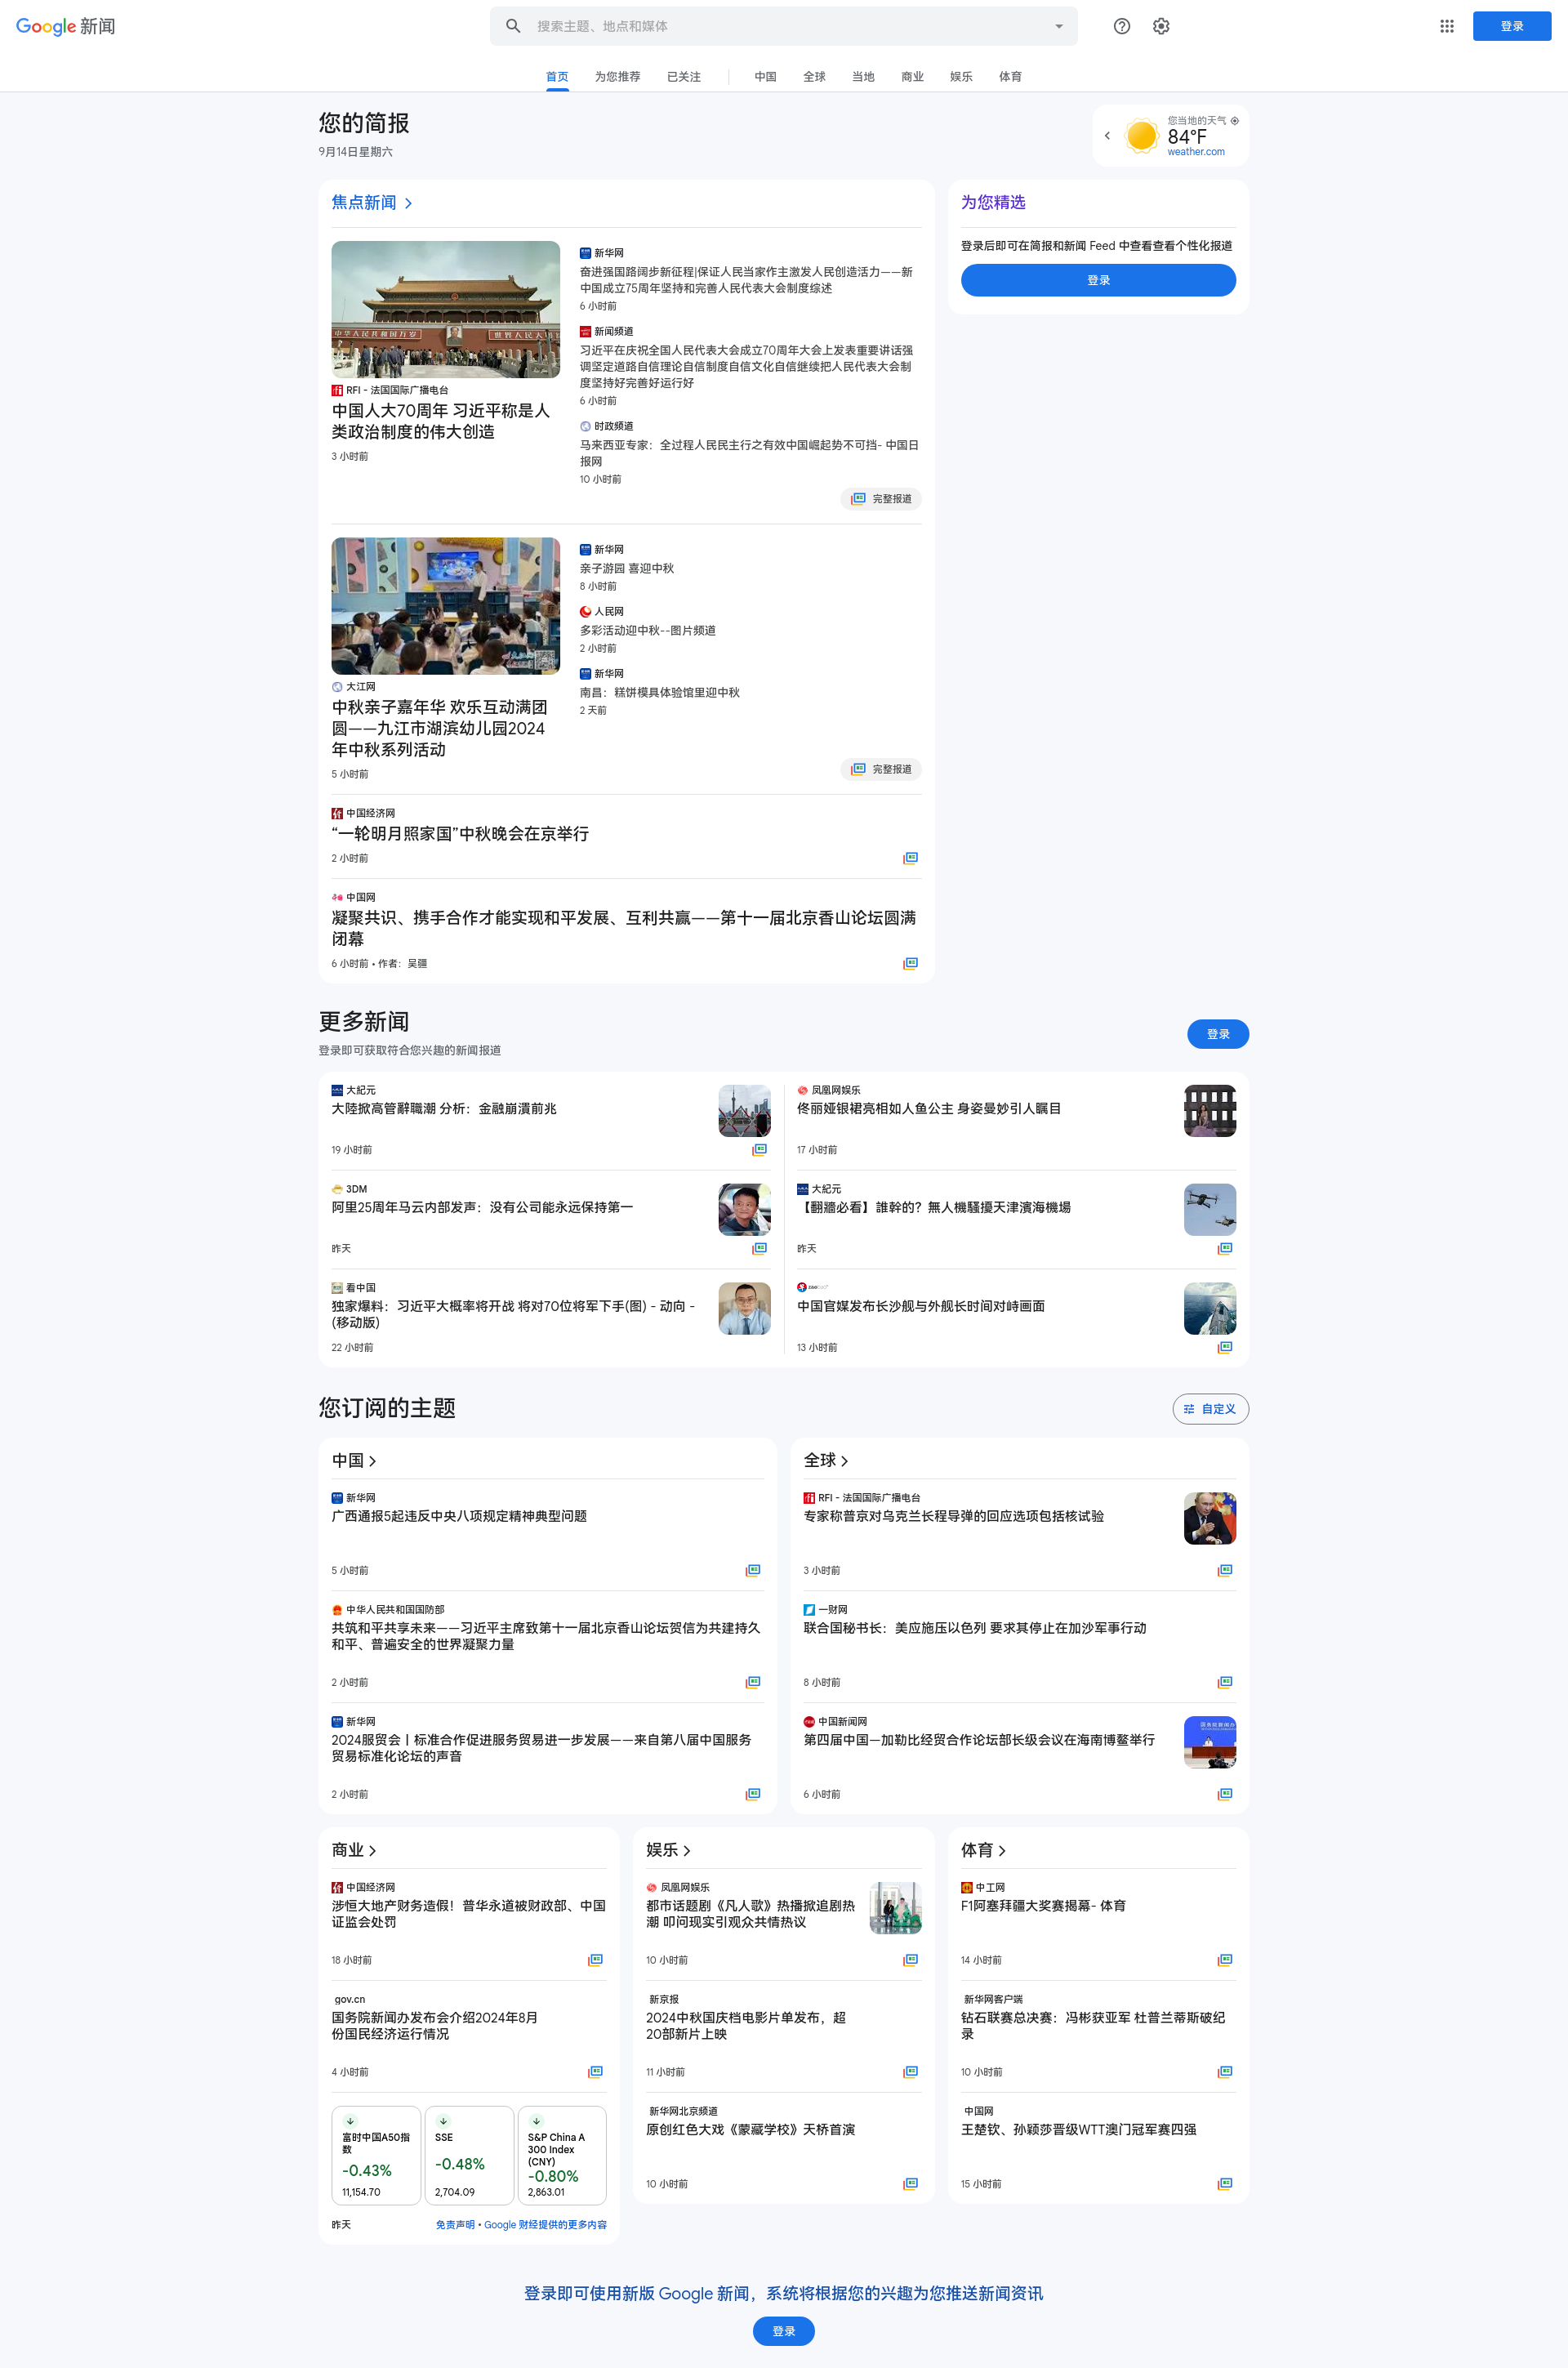 Google 新闻
搜索主题、地点和媒体
登录
首页
为您推荐
已关注
中国
全球
当地
商业
娱乐
体育
您的简报
9月14日星期六
您当地的天气
84°F
weather.com
焦点新闻
中华人民共和国万岁
世界人民大
RFI - 法国国际广播电台
中国人大70周年 习近平称是人
类政治制度的伟大创造
3 小时前
新华网
奋进强国路阔步新征程|保证人民当家作主激发人民创造活力——新
中国成立75周年坚持和完善人民代表大会制度综述
6 小时前
新闻频道
习近平在庆祝全国人民代表大会成立70周年大会上发表重要讲话强
调坚定道路自信理论自信制度自信文化自信继续把人民代表大会制
度坚持好完善好运行好
6 小时前
时政频道
马来西亚专家：全过程人民民主行之有效中国崛起势不可挡- 中国日
报网
10 小时前
完整报道
为您精选
登录后即可在简报和新闻 Feed 中查看查看个性化报道
登录
大江网
中秋亲子嘉年华 欢乐互动满团
圆——九江市湖滨幼儿园2024
年中秋系列活动
5 小时前
新华网
亲子游园 喜迎中秋
8 小时前
人民网
多彩活动迎中秋--图片频道
2 小时前
新华网
南昌：糕饼模具体验馆里迎中秋
2 天前
完整报道
中国经济网
“一轮明月照家国”中秋晚会在京举行
2 小时前
中国网
凝聚共识、携手合作才能实现和平发展、互利共赢——第十一届北京香山论坛圆满
闭幕
6 小时前 • 作者：吴疆
更多新闻
登录即可获取符合您兴趣的新闻报道
登录
大紀元
大陸掀高管辭職潮 分析：金融崩潰前兆
19 小时前
3DM
阿里25周年马云内部发声：没有公司能永远保持第一
昨天
看中国
独家爆料：习近平大概率将开战 将对70位将军下手(图) - 动向 -
(移动版)
22 小时前
凤凰网娱乐
佟丽娅银裙亮相如人鱼公主 身姿曼妙引人瞩目
17 小时前
大紀元
【翻牆必看】誰幹的？無人機騷擾天津濱海機場
昨天
中国官媒发布长沙舰与外舰长时间对峙画面
13 小时前
您订阅的主题
自定义
中国
新华网
广西通报5起违反中央八项规定精神典型问题
5 小时前
中华人民共和国国防部
共筑和平共享未来——习近平主席致第十一届北京香山论坛贺信为共建持久
和平、普遍安全的世界凝聚力量
2 小时前
新华网
2024服贸会丨标准合作促进服务贸易进一步发展——来自第八届中国服务
贸易标准化论坛的声音
2 小时前
全球
RFI - 法国国际广播电台
专家称普京对乌克兰长程导弹的回应选项包括核试验
3 小时前
一财网
联合国秘书长：美应施压以色列 要求其停止在加沙军事行动
8 小时前
中国新闻网
第四届中国—加勒比经贸合作论坛部长级会议在海南博鳌举行
6 小时前
商业
中国经济网
涉恒大地产财务造假！普华永道被财政部、中国
证监会处罚
18 小时前
gov.cn
国务院新闻办发布会介绍2024年8月
份国民经济运行情况
4 小时前
富时中国A50指
数
-0.43%
11,154.70
SSE
-0.48%
2,704.09
S&P China A
300 Index
(CNY)
-0.80%
2,863.01
昨天
免责声明 • Google 财经提供的更多内容
娱乐
凤凰网娱乐
都市话题剧《凡人歌》热播掀追剧热
潮 叩问现实引观众共情热议
10 小时前
新京报
2024中秋国庆档电影片单发布，超
20部新片上映
11 小时前
新华网北京频道
原创红色大戏《蒙藏学校》天桥首演
10 小时前
体育
中工网
F1阿塞拜疆大奖赛揭幕- 体育
14 小时前
新华网客户端
钻石联赛总决赛：冯彬获亚军 杜普兰蒂斯破纪
录
10 小时前
中国网
王楚钦、孙颖莎晋级WTT澳门冠军赛四强
15 小时前
登录即可使用新版 Google 新闻，系统将根据您的兴趣为您推送新闻资讯
登录